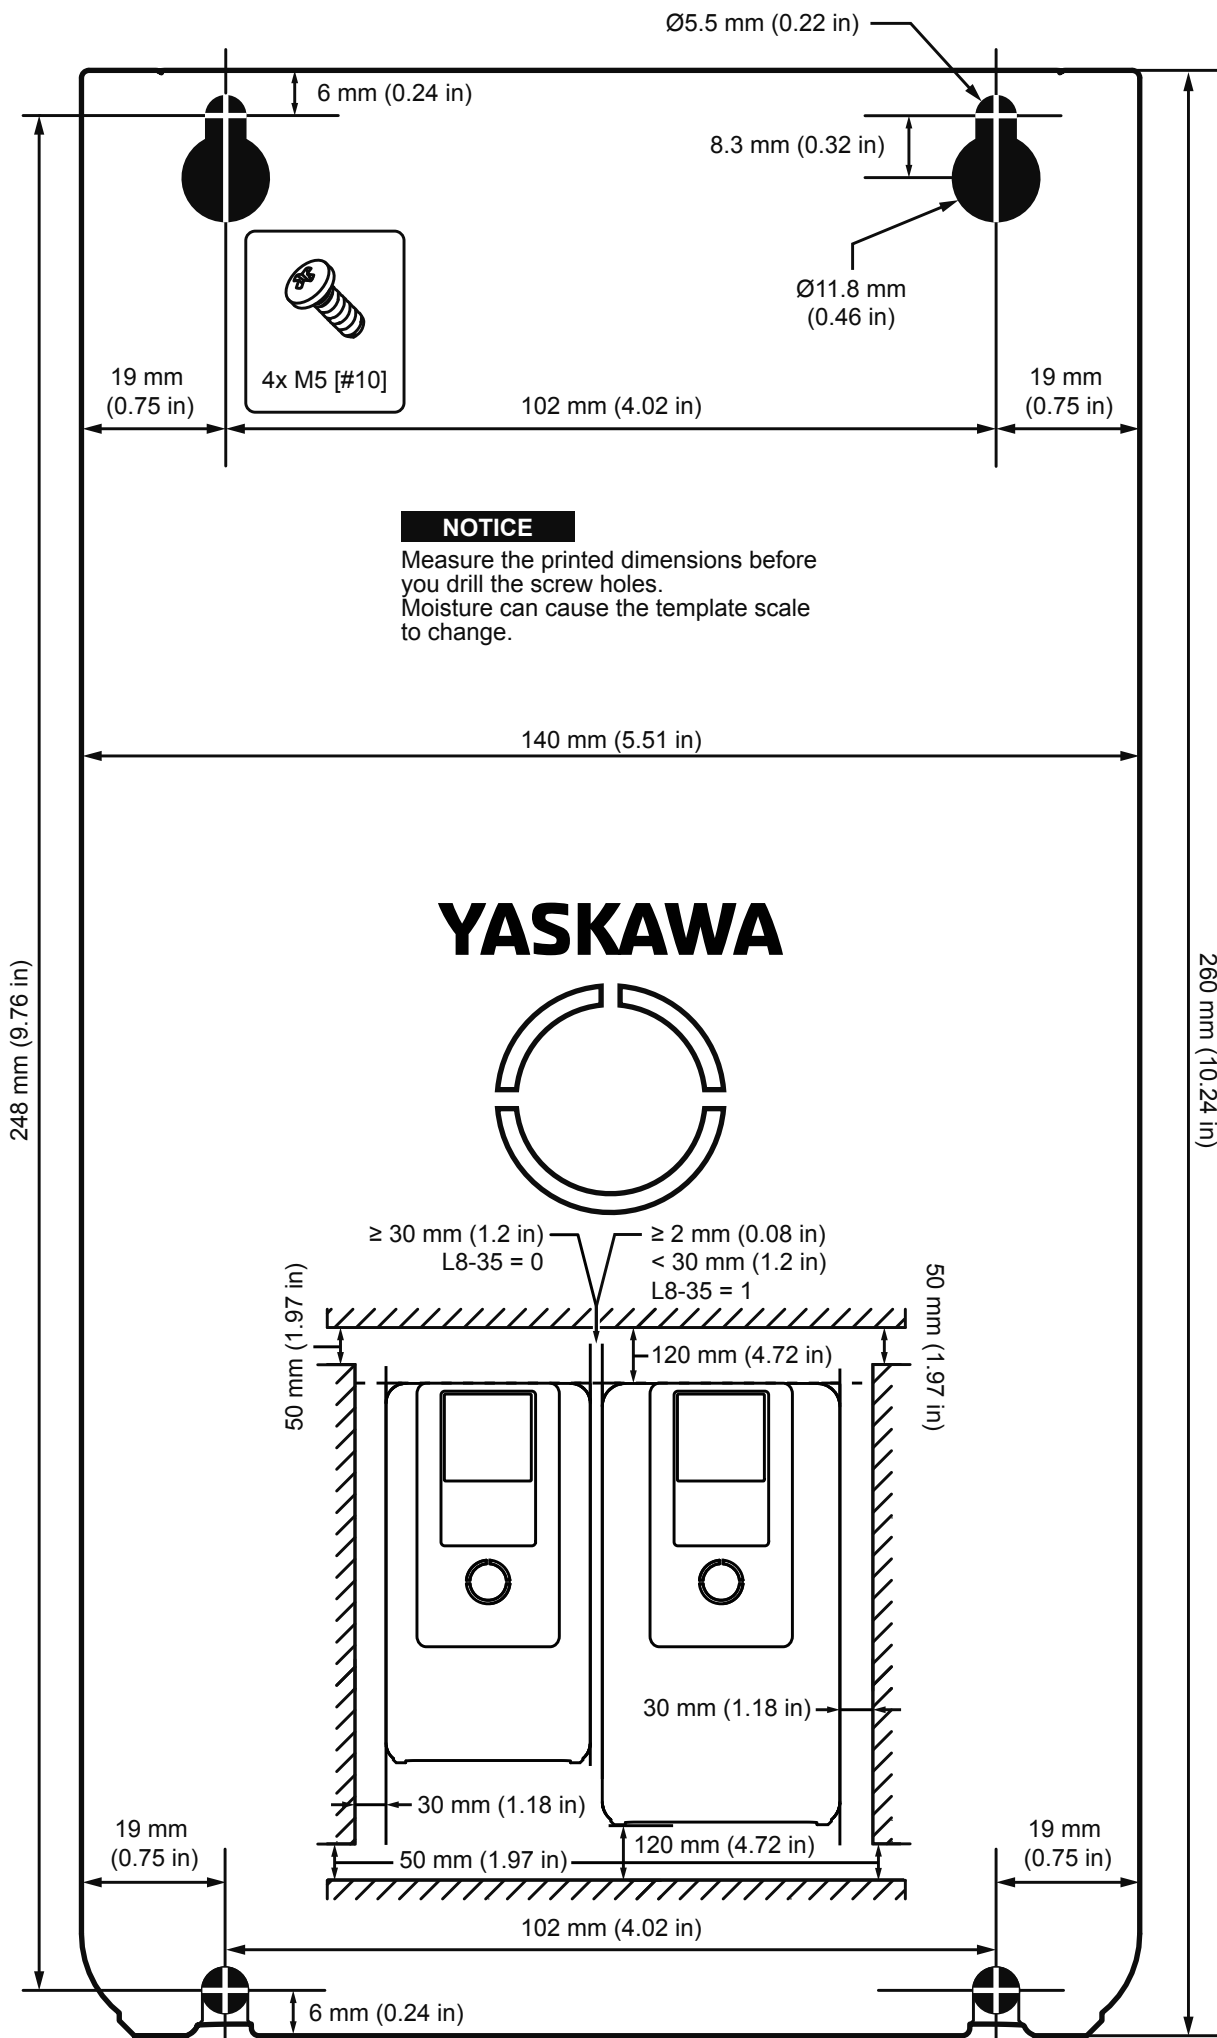 Ø5.5 mm (0.22 in)
6 mm (0.24 in)
8.3 mm (0.32 in)
Ø11.8 mm
(0.46 in)
4x M5 [#10]
19 mm
(0.75 in)
102 mm (4.02 in)
19 mm
(0.75 in)
NOTICE
Measure the printed dimensions before
you drill the screw holes.
Moisture can cause the template scale
to change.
140 mm (5.51 in)
YASKAWA
248 mm (9.76 in)
260 mm (10.24 in)
≥ 30 mm (1.2 in)
L8-35 = 0
≥ 2 mm (0.08 in)
< 30 mm (1.2 in)
L8-35 = 1
50 mm (1.97 in)
120 mm (4.72 in)
50 mm (1.97 in)
30 mm (1.18 in)
30 mm (1.18 in)
19 mm
(0.75 in)
50 mm (1.97 in)
120 mm (4.72 in)
19 mm
(0.75 in)
102 mm (4.02 in)
6 mm (0.24 in)